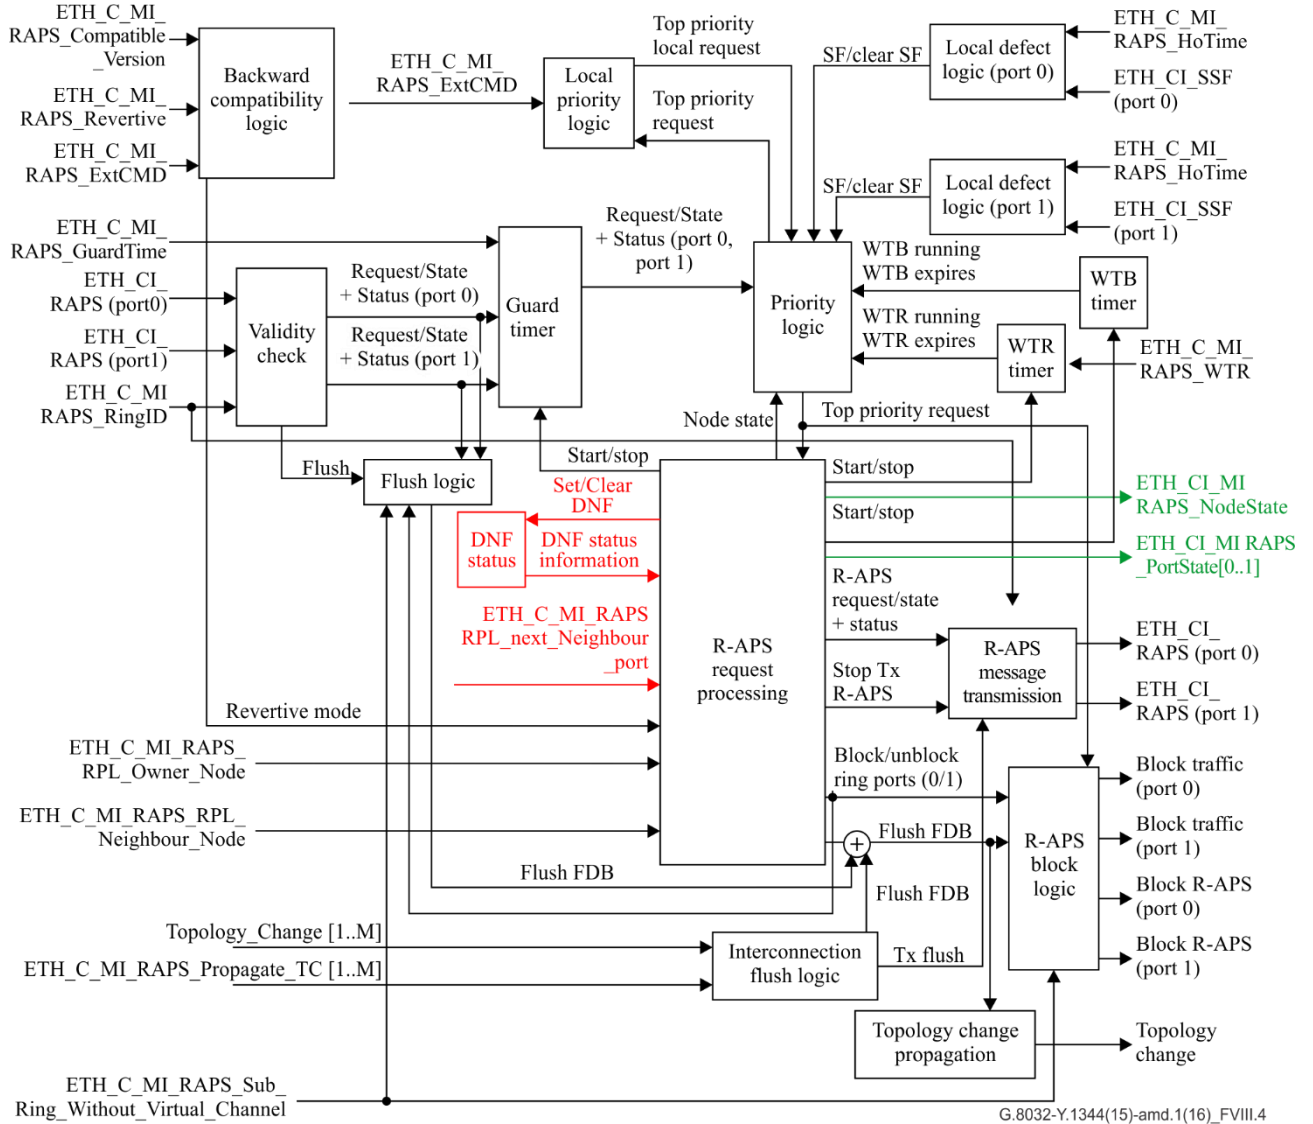 ETH_C_MI_
RAPS_Compatible
_Version
ETH_C_MI_
RAPS_Revertive
ETH_C_MI_
RAPS_ExtCMD
Backward
compatibility
logic
ETH_C_MI_
RAPS_ExtCMD
Local
priority
logic
Top priority
local request
Top priority
request
SF/clear SF
Local defect
logic (port 0)
ETH_C_MI_
RAPS_HoTime
ETH_CI_SSF
(port 0)
SF/clear SF
Local defect
logic (port 1)
ETH_C_MI_
RAPS_HoTime
ETH_CI_SSF
(port 1)
ETH_C_MI_
RAPS_GuardTime
ETH_CI_
RAPS (port0)
ETH_CI_
RAPS (port1)
ETH_C_MI
RAPS_RingID
Validity
check
Request/State
+ Status (port 0)
Request/State
+ Status (port 1)
Guard
timer
Request/State
+ Status (port 0,
port 1)
Priority
logic
WTB running
WTB expires
WTR running
WTR expires
WTB
timer
WTR
timer
ETH_C_MI_
RAPS_WTR
Node state
Top priority request
Flush
Flush logic
Start/stop
Set/Clear
DNF
DNF
status
DNF status
information
ETH_C_MI_RAPS
RPL_next_Neighbour
_port
Start/stop
Start/stop
ETH_CI_MI
RAPS_NodeState
ETH_CI_MI RAPS
_PortState[0..1]
R-APS
request
processing
R-APS
request/state
+ status
Stop Tx
R-APS
R-APS
message
transmission
ETH_CI_
RAPS (port 0)
ETH_CI_
RAPS (port 1)
Revertive mode
ETH_C_MI_RAPS_
RPL_Owner_Node
ETH_C_MI_RAPS_RPL_
Neighbour_Node
Block/unblock
ring ports (0/1)
Flush FDB
Flush FDB
Flush FDB
R-APS
block
logic
Block traffic
(port 0)
Block traffic
(port 1)
Block R-APS
(port 0)
Block R-APS
(port 1)
Topology_Change [1..M]
ETH_C_MI_RAPS_Propagate_TC [1..M]
Interconnection
flush logic
Tx flush
Topology change
propagation
Topology
change
ETH_C_MI_RAPS_Sub_
Ring_Without_Virtual_Channel
G.8032-Y.1344(15)-amd.1(16)_FVIII.4